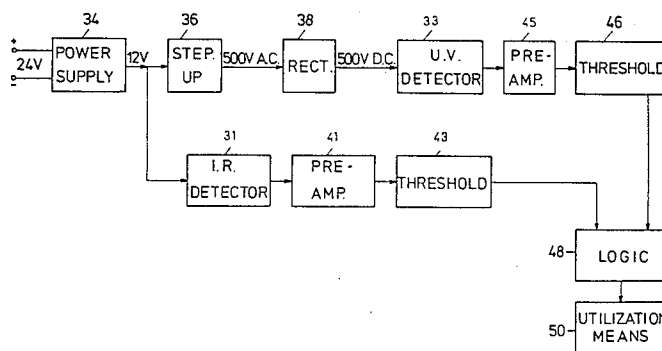 34
36
38
33
45
46
+
24V
-
POWER
SUPPLY
12V
STEP.
UP
500V A.C.
RECT.
500V D.C.
U.V.
DETECTOR
PRE-
AMP.
THRESHOLD
31
41
43
I.R.
DETECTOR
PRE-
AMP.
THRESHOLD
48
LOGIC
50
UTILIZATION
MEANS